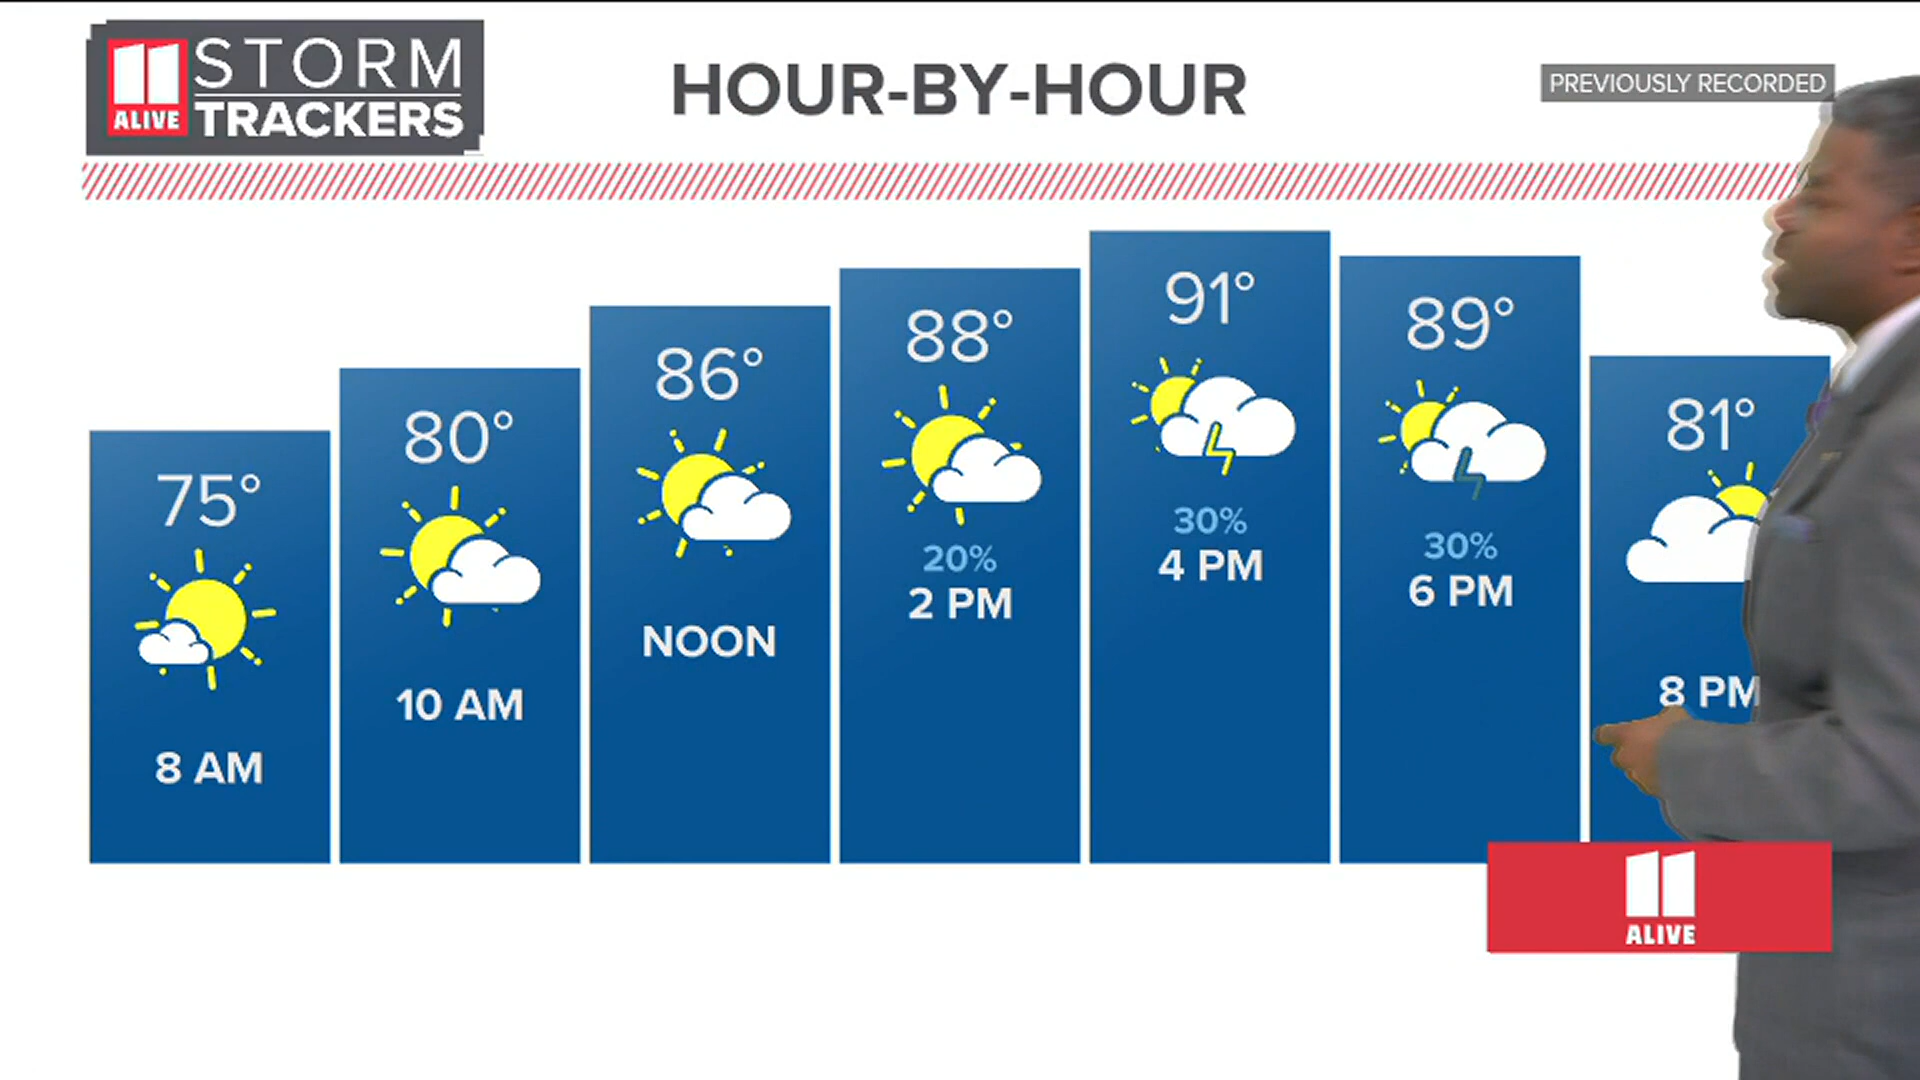 11 ALIVE
STORM
TRACKERS
HOUR-BY-HOUR
PREVIOUSLY RECORDED
75°
8 AM
80°
10 AM
86°
NOON
88°
20%
2 PM
91°
30%
4 PM
89°
30%
6 PM
81°
8 PM
11
ALIVE